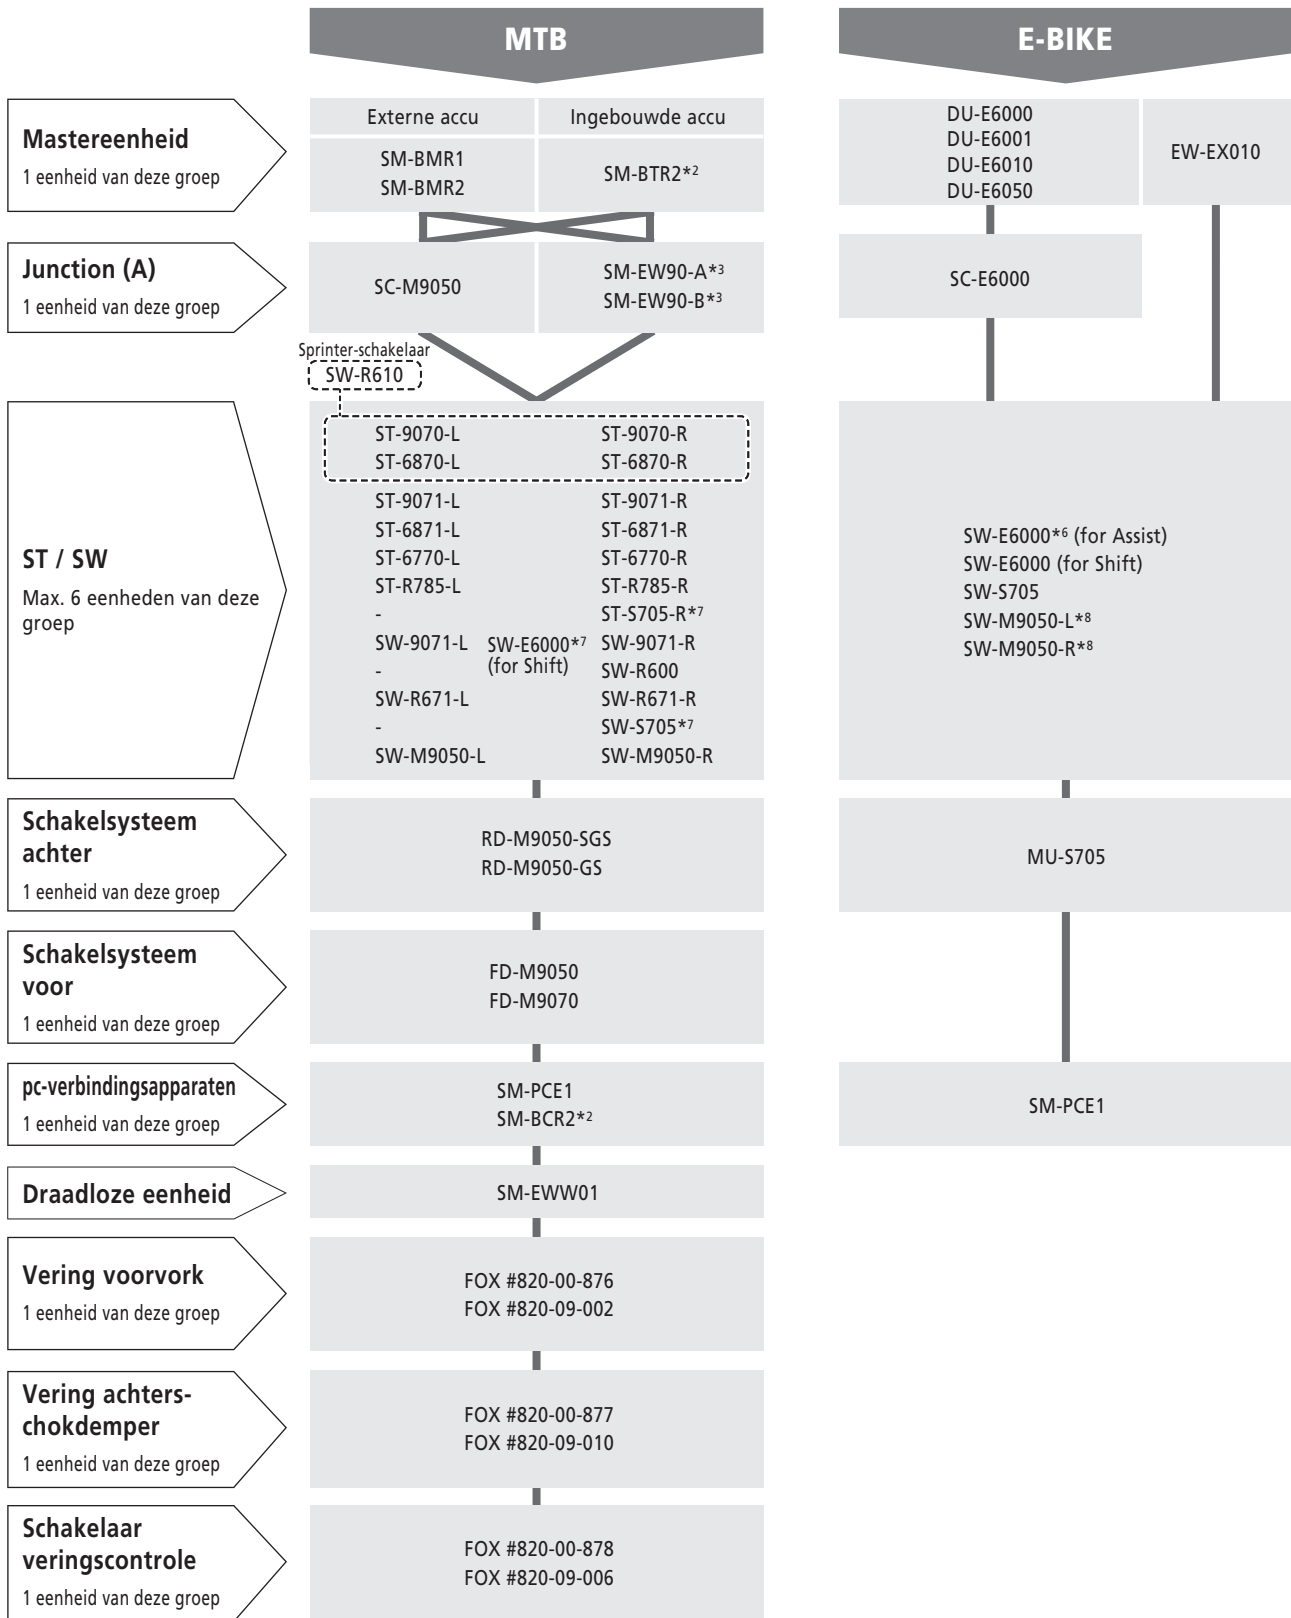 MTB
E-BIKE
Mastereenheid
1 eenheid van deze groep
Externe accu
Ingebouwde accu
SM-BMR1
SM-BMR2
SM-BTR2*2
DU-E6000
DU-E6001
DU-E6010
DU-E6050
EW-EX010
Junction (A)
1 eenheid van deze groep
SC-M9050
SM-EW90-A*3
SM-EW90-B*3
SC-E6000
Sprinter-schakelaar
SW-R610
ST / SW
Max. 6 eenheden van deze
groep
ST-9070-L
ST-9070-R
ST-6870-L
ST-6870-R
ST-9071-L
ST-9071-R
ST-6871-L
ST-6871-R
ST-6770-L
ST-6770-R
ST-R785-L
ST-R785-R
-
ST-S705-R*7
SW-9071-L
SW-E6000*7
(for Shift)
SW-9071-R
-
SW-R600
SW-R671-L
SW-R671-R
-
SW-S705*7
SW-M9050-L
SW-M9050-R
SW-E6000*6 (for Assist)
SW-E6000 (for Shift)
SW-S705
SW-M9050-L*8
SW-M9050-R*8
Schakelsysteem
achter
1 eenheid van deze groep
RD-M9050-SGS
RD-M9050-GS
MU-S705
Schakelsysteem
voor
1 eenheid van deze groep
FD-M9050
FD-M9070
pc-verbindingsapparaten
1 eenheid van deze groep
SM-PCE1
SM-BCR2*2
SM-PCE1
Draadloze eenheid
SM-EWW01
Vering voorvork
1 eenheid van deze groep
FOX #820-00-876
FOX #820-09-002
Vering achters-
chokdemper
1 eenheid van deze groep
FOX #820-00-877
FOX #820-09-010
Schakelaar
veringscontrole
1 eenheid van deze groep
FOX #820-00-878
FOX #820-09-006